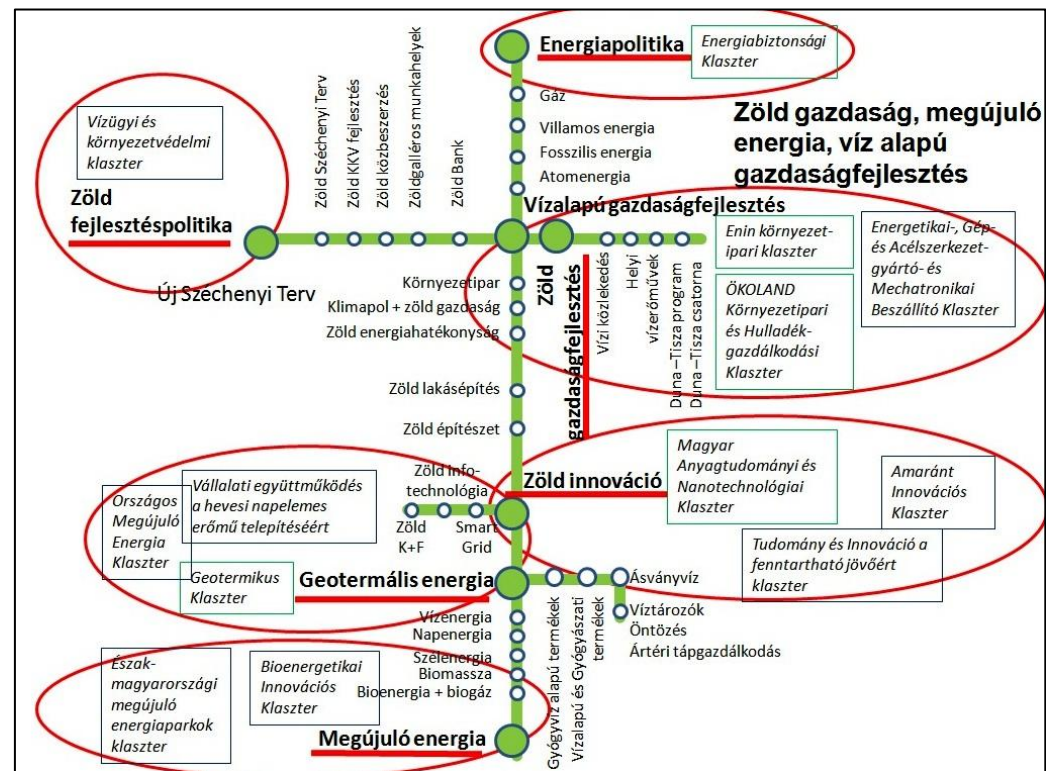 Energiapolitika
Energiabiztonsági
Klaszter
Gáz
Villamos energia
Fosszilis energia
Atomenergia
Zöld gazdaság, megújuló
energia, víz alapú
gazdaságfejlesztés
Vízügyi és
környezetvédelmi
klaszter
Zöld
fejlesztéspolitika
Új Széchenyi Terv
Zöld Széchenyi Terv
Zöld KKV fejlesztés
Zöld közbeszerzés
Zöldgalléros munkahelyek
Zöld Bank
Vízalapú gazdaságfejlesztés
Zöld
gazdaságfejlesztés
Vízi közlekedés
Helyi
vízerőművek
Duna–Tisza program
Duna–Tisza csatorna
Enin környezet-
ipari klaszter
ÖKOLAND
Környezetipari
és Hulladék-
gazdálkodási
Klaszter
Energetikai-, Gép-
és Acélszerkezet-
gyártó- és
Mechatronikai
Beszállító Klaszter
Környezetipar
Klimapol + zöld gazdaság
Zöld energiahatékonyság
Zöld lakásépítés
Zöld építészet
Zöld info-
technológia
Zöld
K+F
Smart
Grid
Zöld innováció
Magyar
Anyagtudományi és
Nanotechnológiai
Klaszter
Amaránt
Innovációs
Klaszter
Tudomány és Innováció a
fenntartható jövőért
klaszter
Országos
Megújuló
Energia
Klaszter
Vállalati együttműködés
a hevesi napelemes
erőmű telepítéséért
Geotermikus
Klaszter
Geotermális energia
Ásványvíz
Víztározók
Öntözés
Ártéri tápgazdálkodás
Gyógyvíz alapú termékek
Vízalapú és Gyógyászati
termékek
Vízenergia
Napenergia
Szélenergia
Biomassza
Bioenergia + biogáz
Észak-
magyarországi
megújuló
energiaparkok
klaszter
Bioenergetikai
Innovációs
Klaszter
Megújuló energia